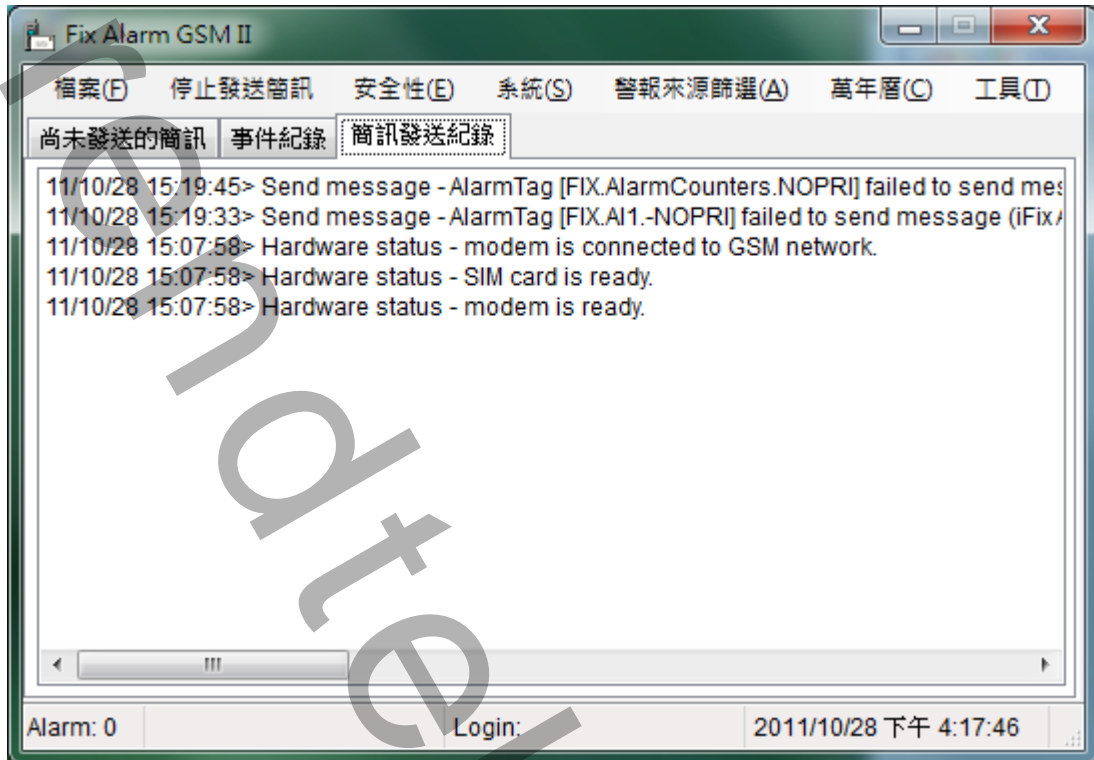 Fix Alarm GSM II
檔案(F) 停止發送簡訊 安全性(E) 系統(S) 警報來源篩選(A) 萬年曆(C) 工具(T)
尚未發送的簡訊 事件紀錄 簡訊發送紀錄
11/10/28 15:19:45> Send message - AlarmTag [FIX.AlarmCounters.NOPRI] failed to send mes
11/10/28 15:19:33> Send message - AlarmTag [FIX.AI1.-NOPRI] failed to send message (iFix A
11/10/28 15:07:58> Hardware status - modem is connected to GSM network.
11/10/28 15:07:58> Hardware status - SIM card is ready.
11/10/28 15:07:58> Hardware status - modem is ready.
Alarm: 0 Login: 2011/10/28 下午 4:17:46